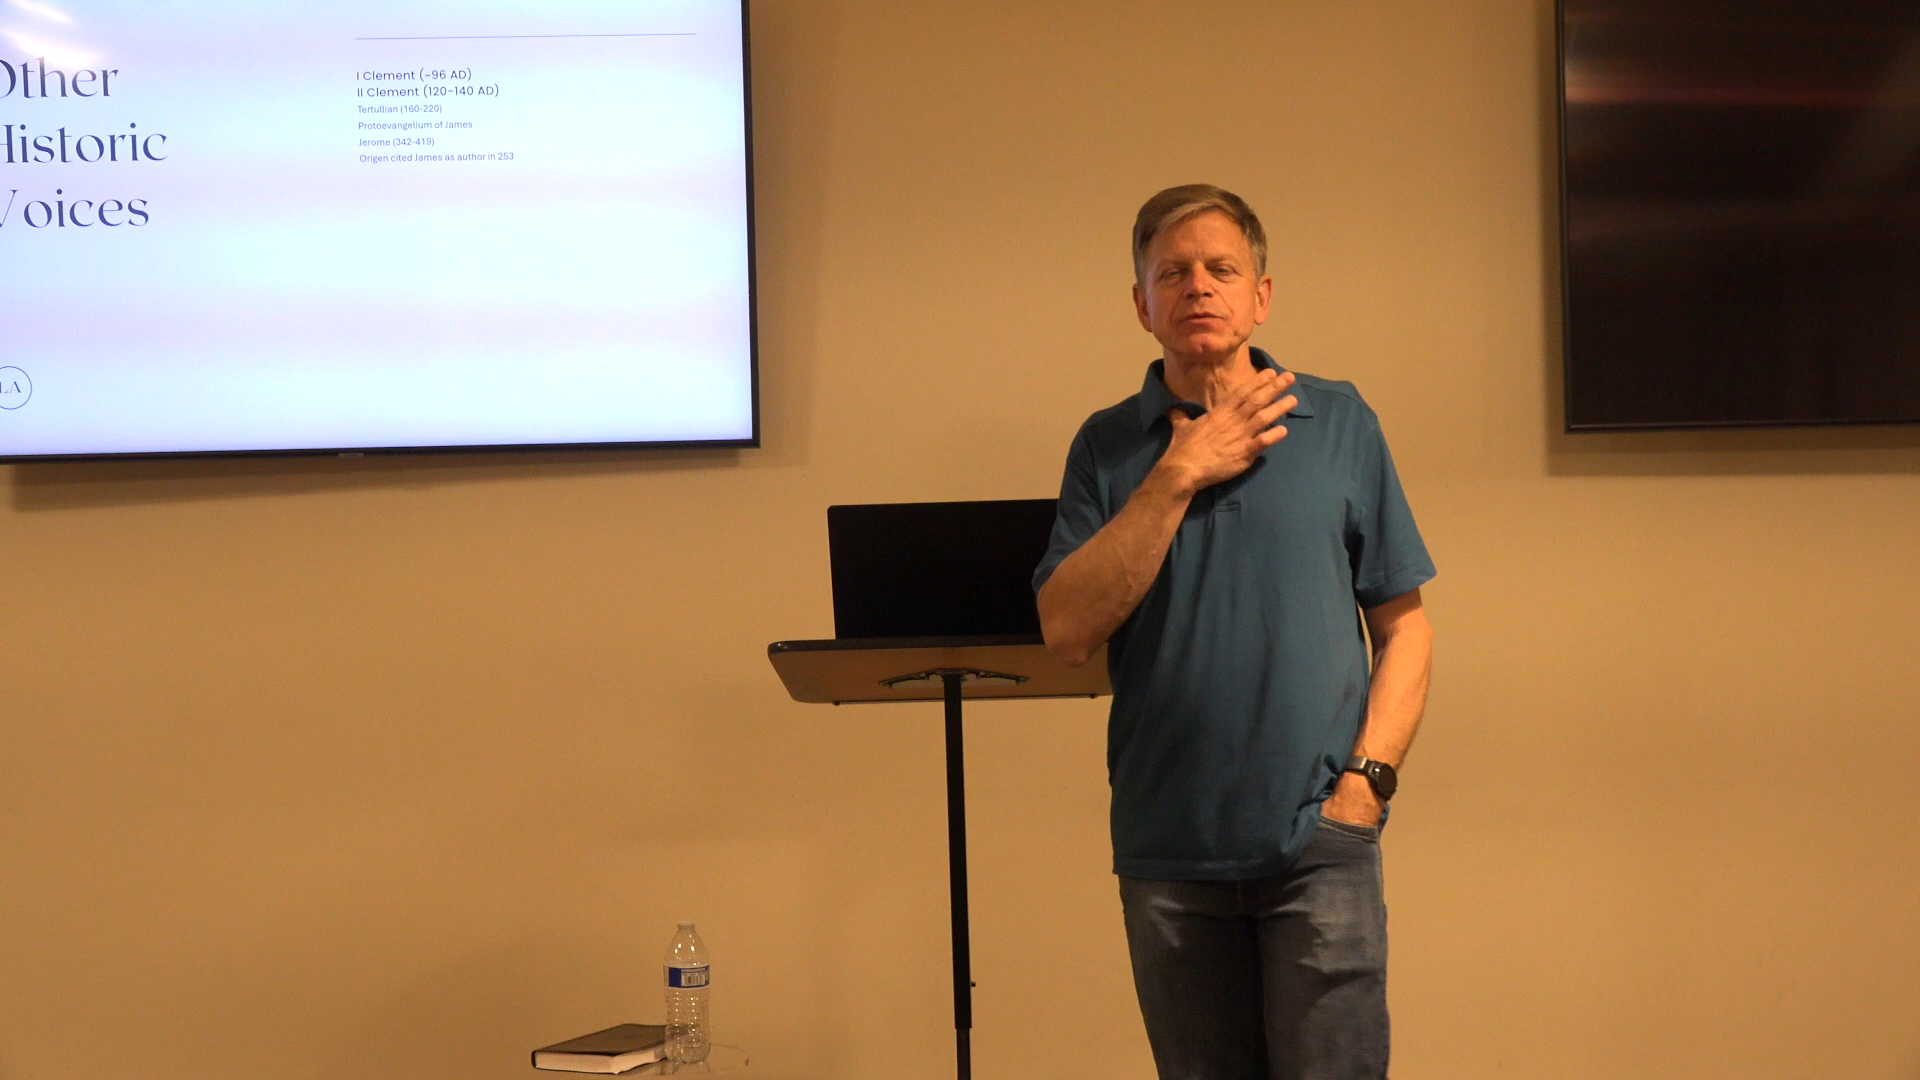 Other
Historic
Voices
I Clement (~96 AD)
II Clement (120-140 AD)
Tertullian (160-220)
Protoevangelium of James
Jerome (342-419)
Origen cited James as author in 253
LA